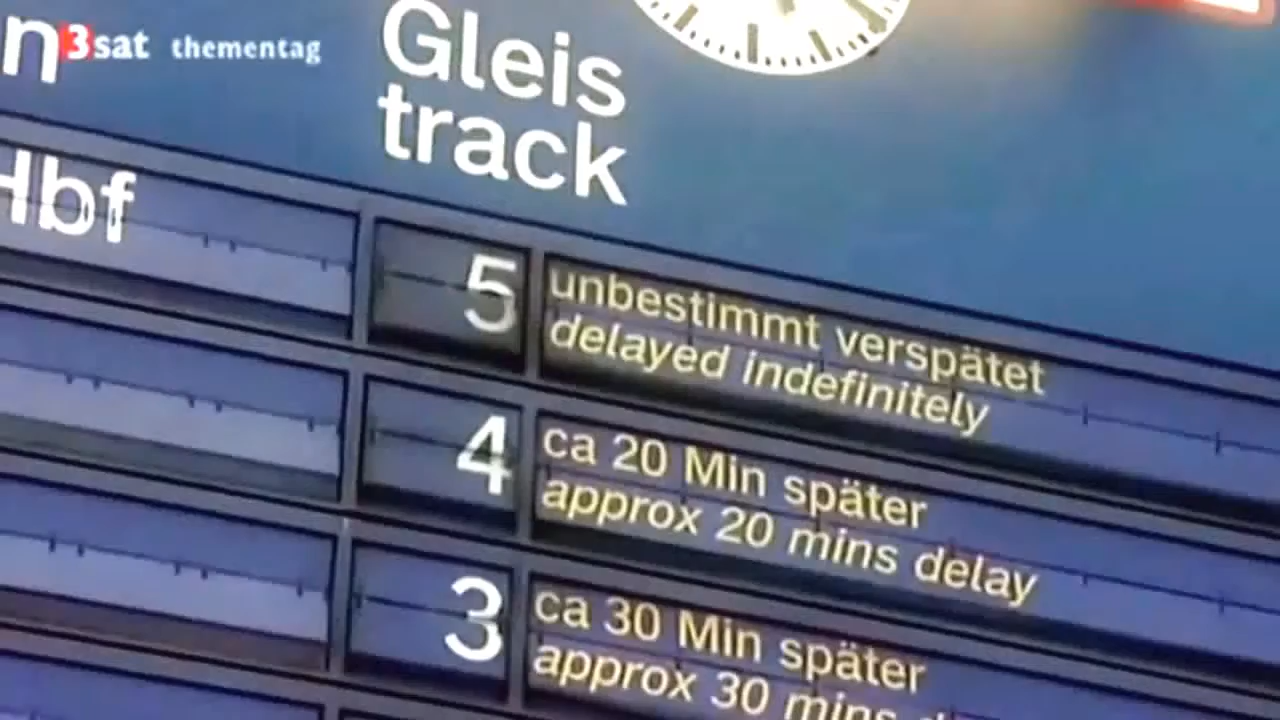 3sat thementag
Gleis
track
Hbf
5 unbestimmt verspätet
delayed indefinitely
4 ca 20 Min später
approx 20 mins delay
3 ca 30 Min später
approx 30 mins